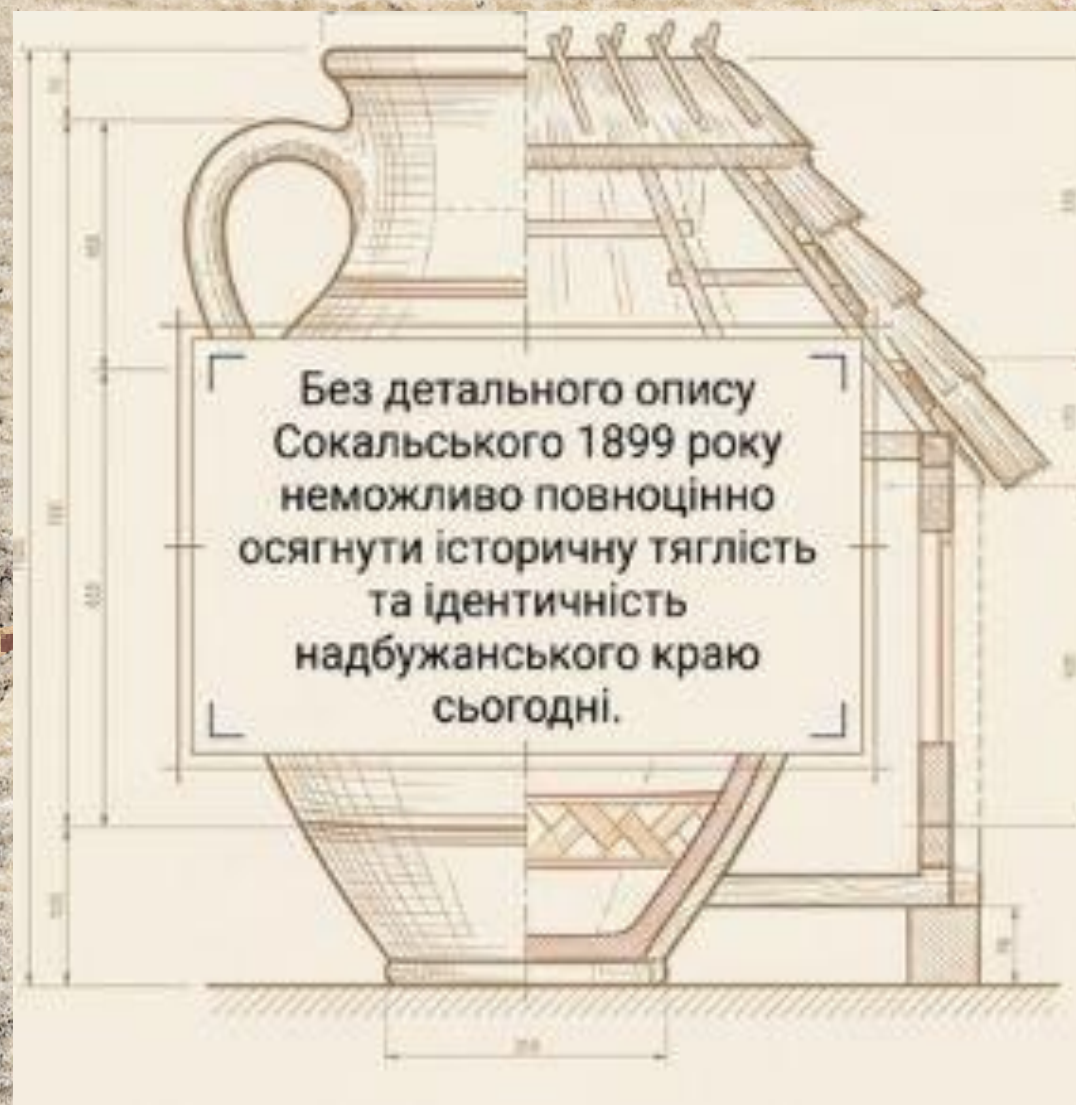 Без детального опису
Сокальського 1899 року
неможливо повноцінно
осягнути історичну тяглість
та ідентичність
надбужанського краю
сьогодні.